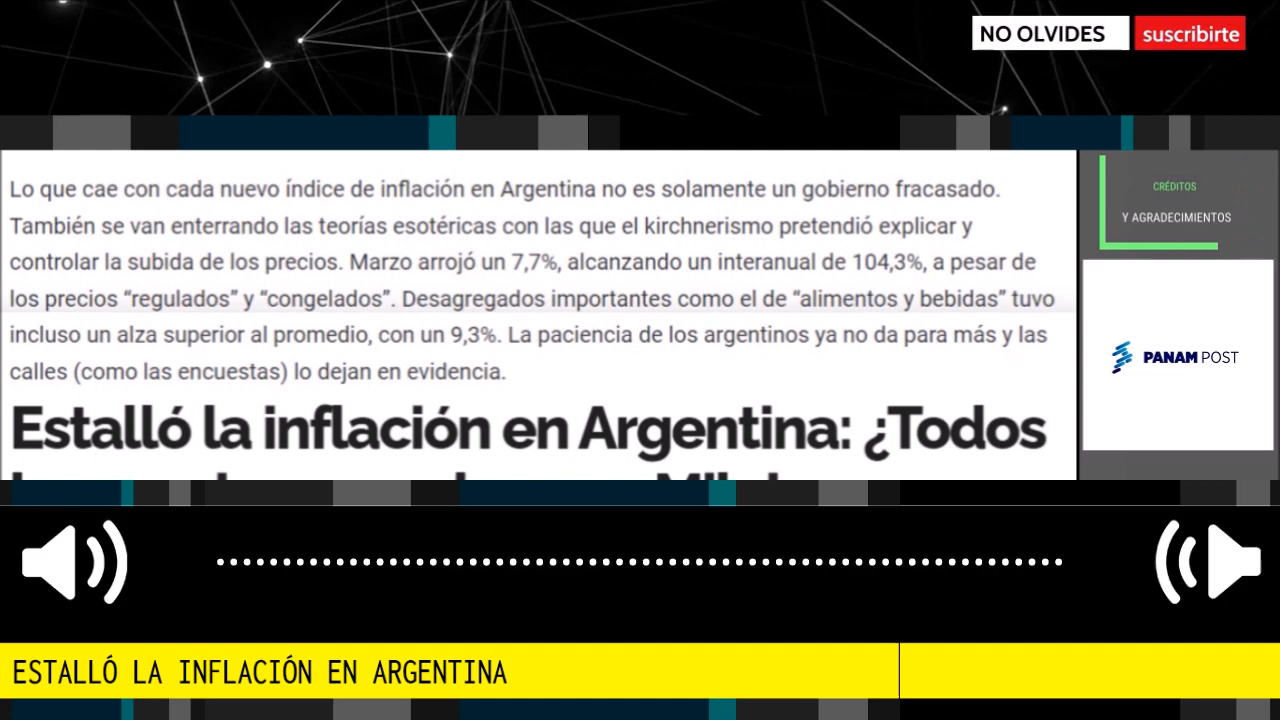 NO OLVIDES suscribirte
Lo que cae con cada nuevo índice de inflación en Argentina no es solamente un gobierno fracasado.
También se van enterrando las teorías esotéricas con las que el kirchnerismo pretendió explicar y
controlar la subida de los precios. Marzo arrojó un 7,7%, alcanzando un interanual de 104,3%, a pesar de
los precios “regulados” y “congelados”. Desagregados importantes como el de “alimentos y bebidas” tuvo
incluso un alza superior al promedio, con un 9,3%. La paciencia de los argentinos ya no da para más y las
calles (como las encuestas) lo dejan en evidencia.
Estalló la inflación en Argentina: ¿Todos
CRÉDITOS
Y AGRADECIMIENTOS
PANAM POST
ESTALLÓ LA INFLACIÓN EN ARGENTINA